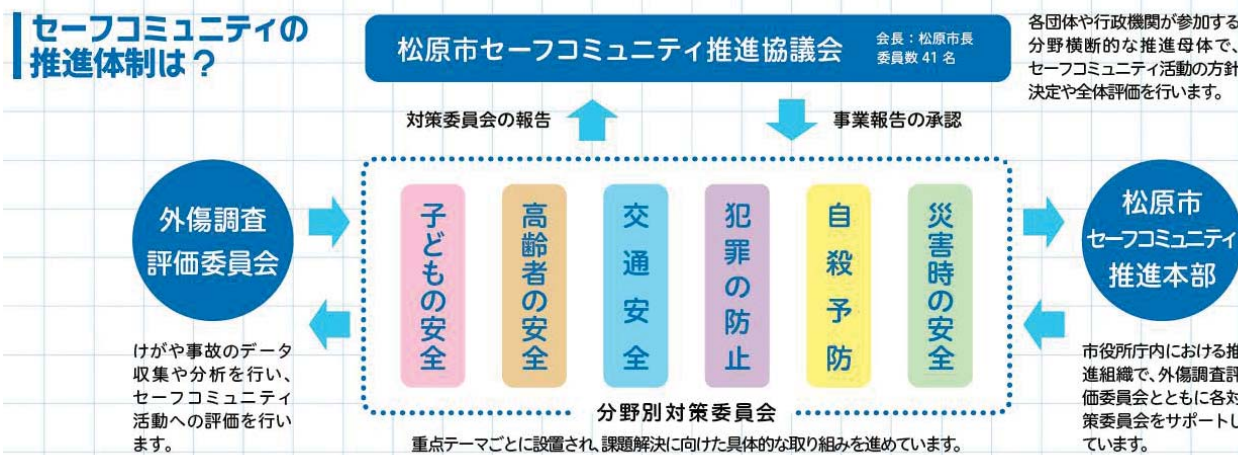 セーフコミュニティの
推進体制は？
松原市セーフコミュニティ推進協議会
会長：松原市長
委員数 41 名
各団体や行政機関が参加する
分野横断的な推進母体で、
セーフコミュニティ活動の方針
決定や全体評価を行います。
対策委員会の報告
事業報告の承認
外傷調査
評価委員会
けがや事故のデータ
収集や分析を行い、
セーフコミュニティ
活動への評価を行い
ます。
子どもの安全
高齢者の安全
交通安全
犯罪の防止
自殺予防
災害時の安全
分野別対策委員会
重点テーマごとに設置され、課題解決に向けた具体的な取り組みを進めています。
松原市
セーフコミュニティ
推進本部
市役所庁内における推
進組織で、外傷調査評
価委員会とともに各対
策委員会をサポートし
ています。